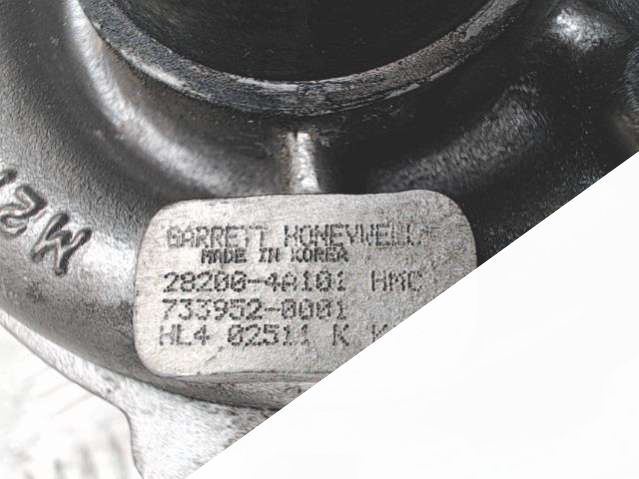 GARRETT HONEYWELL
MADE IN KOREA
28200-4A101 HMC
733952-0001
HL4 02511 K